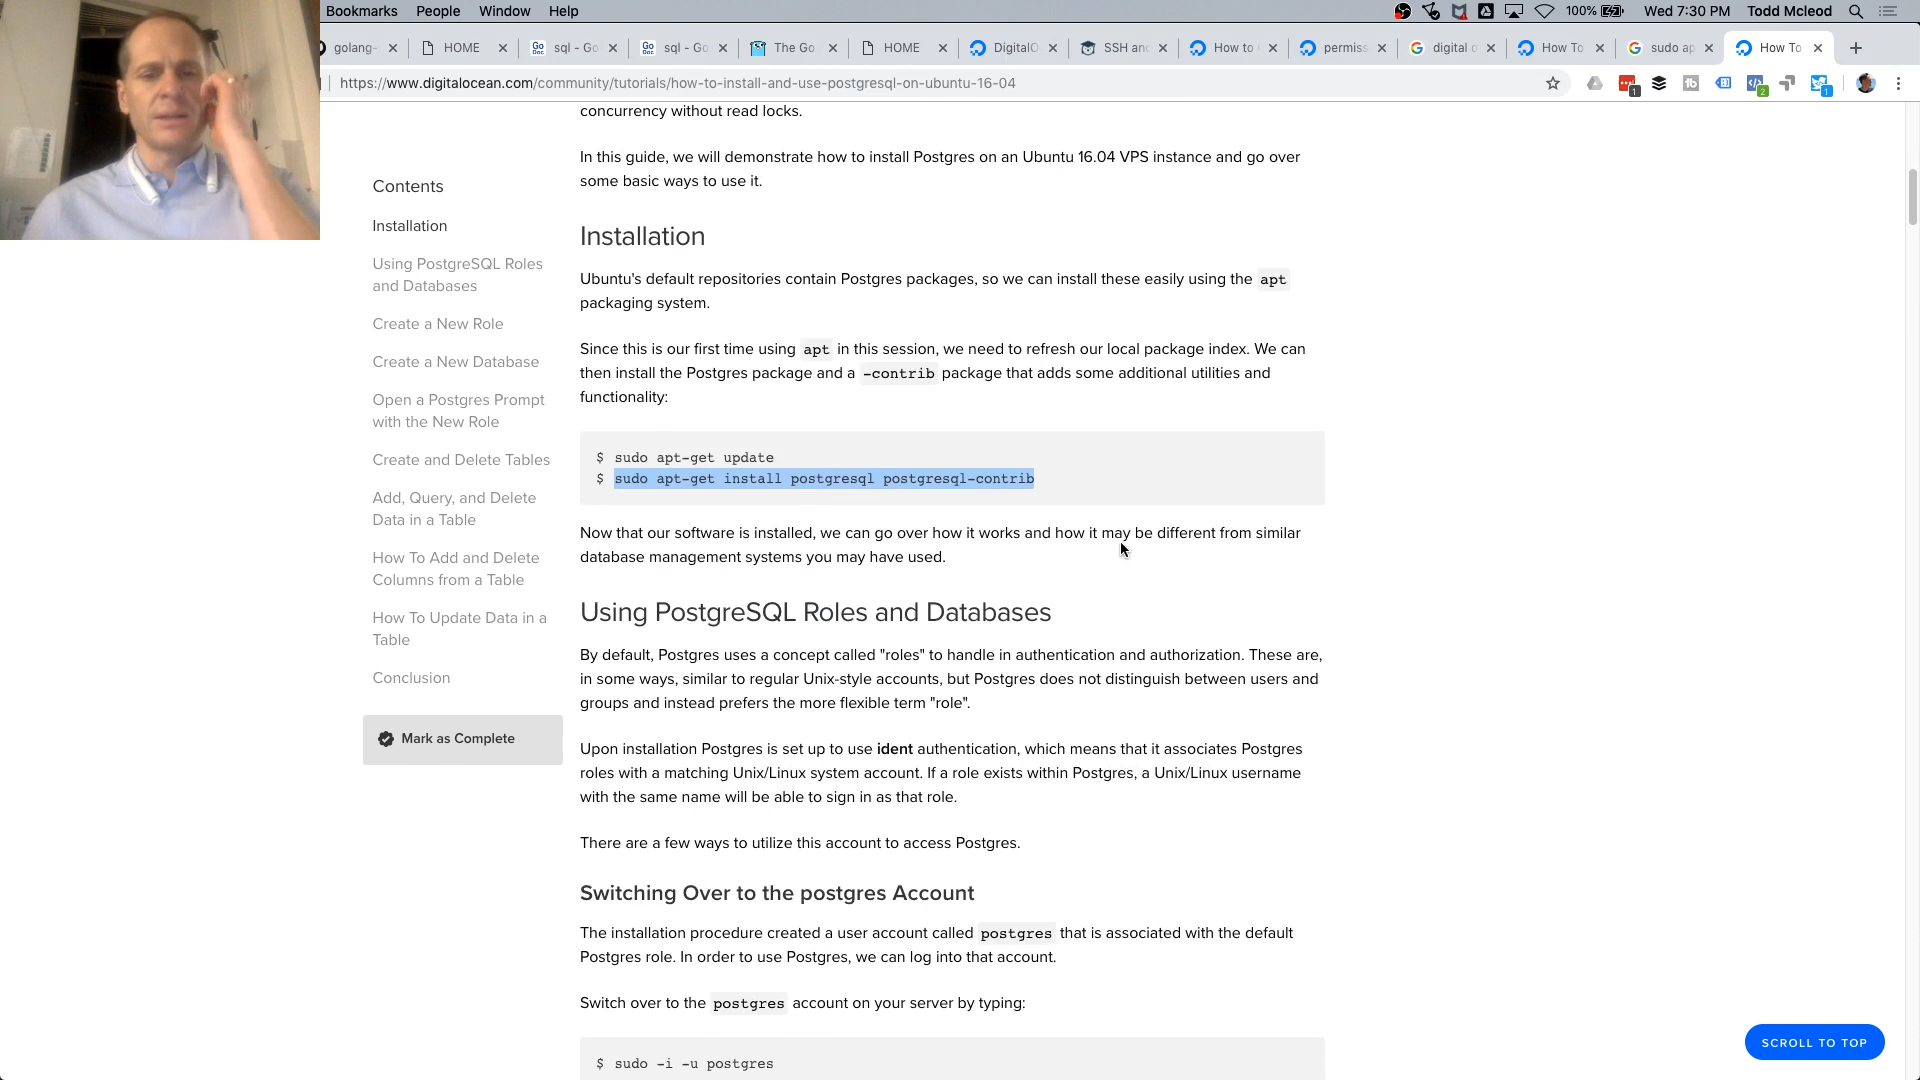 Bookmarks People Window Help
100% Wed 7:30 PM Todd Mcleod
golang- HOME sql - Go sql - Go The Go HOME DigitalO SSH and How to permiss digital o How To sudo ap How To
https://www.digitalocean.com/community/tutorials/how-to-install-and-use-postgresql-on-ubuntu-16-04
concurrency without read locks.
In this guide, we will demonstrate how to install Postgres on an Ubuntu 16.04 VPS instance and go over
some basic ways to use it.
Contents
Installation
Using PostgreSQL Roles
and Databases
Create a New Role
Create a New Database
Open a Postgres Prompt
with the New Role
Create and Delete Tables
Add, Query, and Delete
Data in a Table
How To Add and Delete
Columns from a Table
How To Update Data in a
Table
Conclusion
Mark as Complete
Installation
Ubuntu's default repositories contain Postgres packages, so we can install these easily using the apt
packaging system.
Since this is our first time using apt in this session, we need to refresh our local package index. We can
then install the Postgres package and a -contrib package that adds some additional utilities and
functionality:
$ sudo apt-get update
$ sudo apt-get install postgresql postgresql-contrib
Now that our software is installed, we can go over how it works and how it may be different from similar
database management systems you may have used.
Using PostgreSQL Roles and Databases
By default, Postgres uses a concept called "roles" to handle in authentication and authorization. These are,
in some ways, similar to regular Unix-style accounts, but Postgres does not distinguish between users and
groups and instead prefers the more flexible term "role".
Upon installation Postgres is set up to use ident authentication, which means that it associates Postgres
roles with a matching Unix/Linux system account. If a role exists within Postgres, a Unix/Linux username
with the same name will be able to sign in as that role.
There are a few ways to utilize this account to access Postgres.
Switching Over to the postgres Account
The installation procedure created a user account called postgres that is associated with the default
Postgres role. In order to use Postgres, we can log into that account.
Switch over to the postgres account on your server by typing:
$ sudo -i -u postgres
SCROLL TO TOP